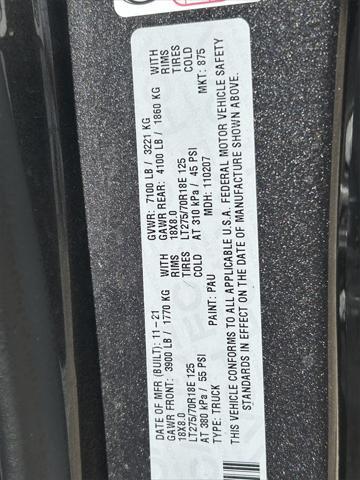 DATE OF MFR (BUILT): 11-21 GVWR: 7100 LB / 3221 KG
GAWR FRONT: 3900 LB / 1770 KG WITH GAWR REAR: 4100 LB / 1860 KG WITH
18X8.0 RIMS 18X8.0 RIMS
LT275/70R18E 125 TIRES LT275/70R18E 125 TIRES
AT 380 kPa / 55 PSI COLD AT 310 kPa / 45 PSI COLD
TYPE: TRUCK PAINT: PAU MDH: 110207 MKT: 875
THIS VEHICLE CONFORMS TO ALL APPLICABLE U.S.A. FEDERAL MOTOR VEHICLE SAFETY
STANDARDS IN EFFECT ON THE DATE OF MANUFACTURE SHOWN ABOVE.